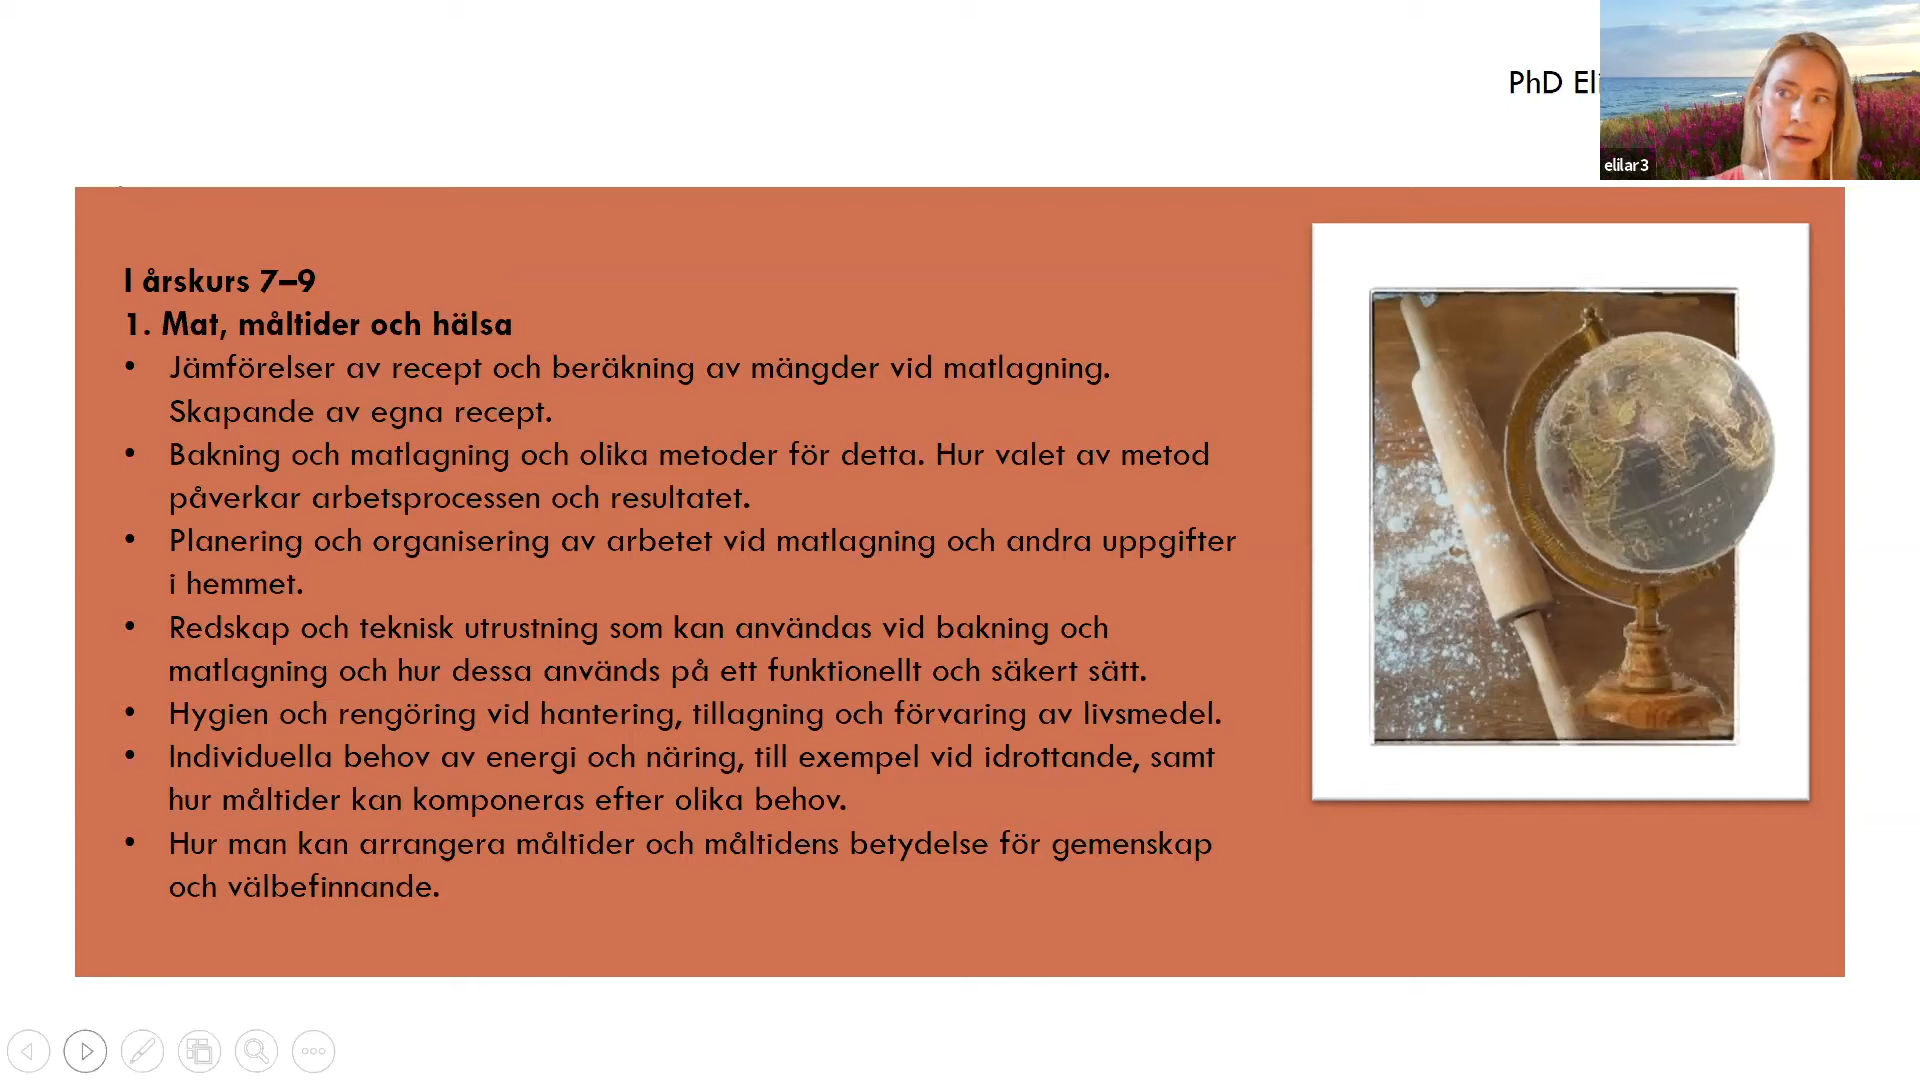 PhD
elilar3
I årskurs 7–9
1. Mat, måltider och hälsa
• Jämförelser av recept och beräkning av mängder vid matlagning.
Skapande av egna recept.
• Bakning och matlagning och olika metoder för detta. Hur valet av metod
påverkar arbetsprocessen och resultatet.
• Planering och organisering av arbetet vid matlagning och andra uppgifter
i hemmet.
• Redskap och teknisk utrustning som kan användas vid bakning och
matlagning och hur dessa används på ett funktionellt och säkert sätt.
• Hygien och rengöring vid hantering, tillagning och förvaring av livsmedel.
• Individuella behov av energi och näring, till exempel vid idrottande, samt
hur måltider kan komponeras efter olika behov.
• Hur man kan arrangera måltider och måltidens betydelse för gemenskap
och välbefinnande.